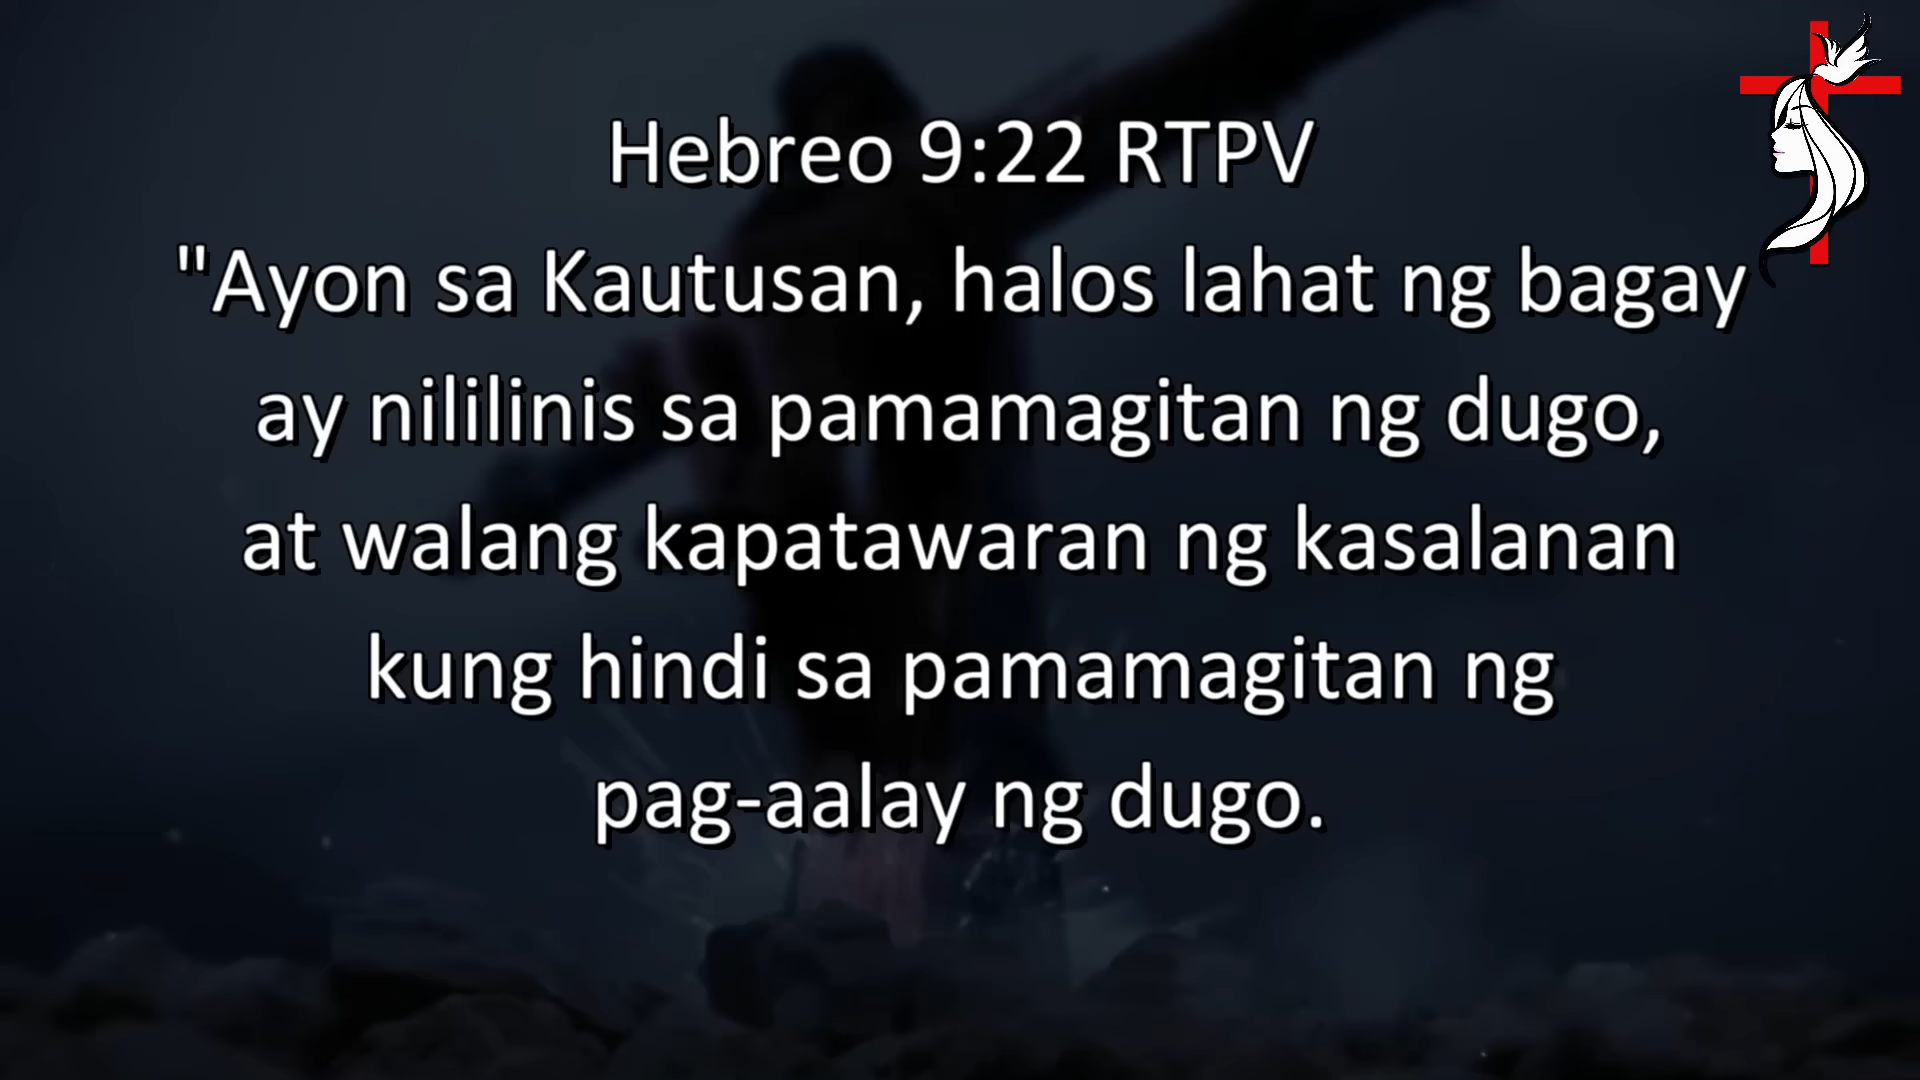 Hebreo 9:22 RTPV
"Ayon sa Kautusan, halos lahat ng bagay
ay nililinis sa pamamagitan ng dugo,
at walang kapatawaran ng kasalanan
kung hindi sa pamamagitan ng
pag-aalay ng dugo.